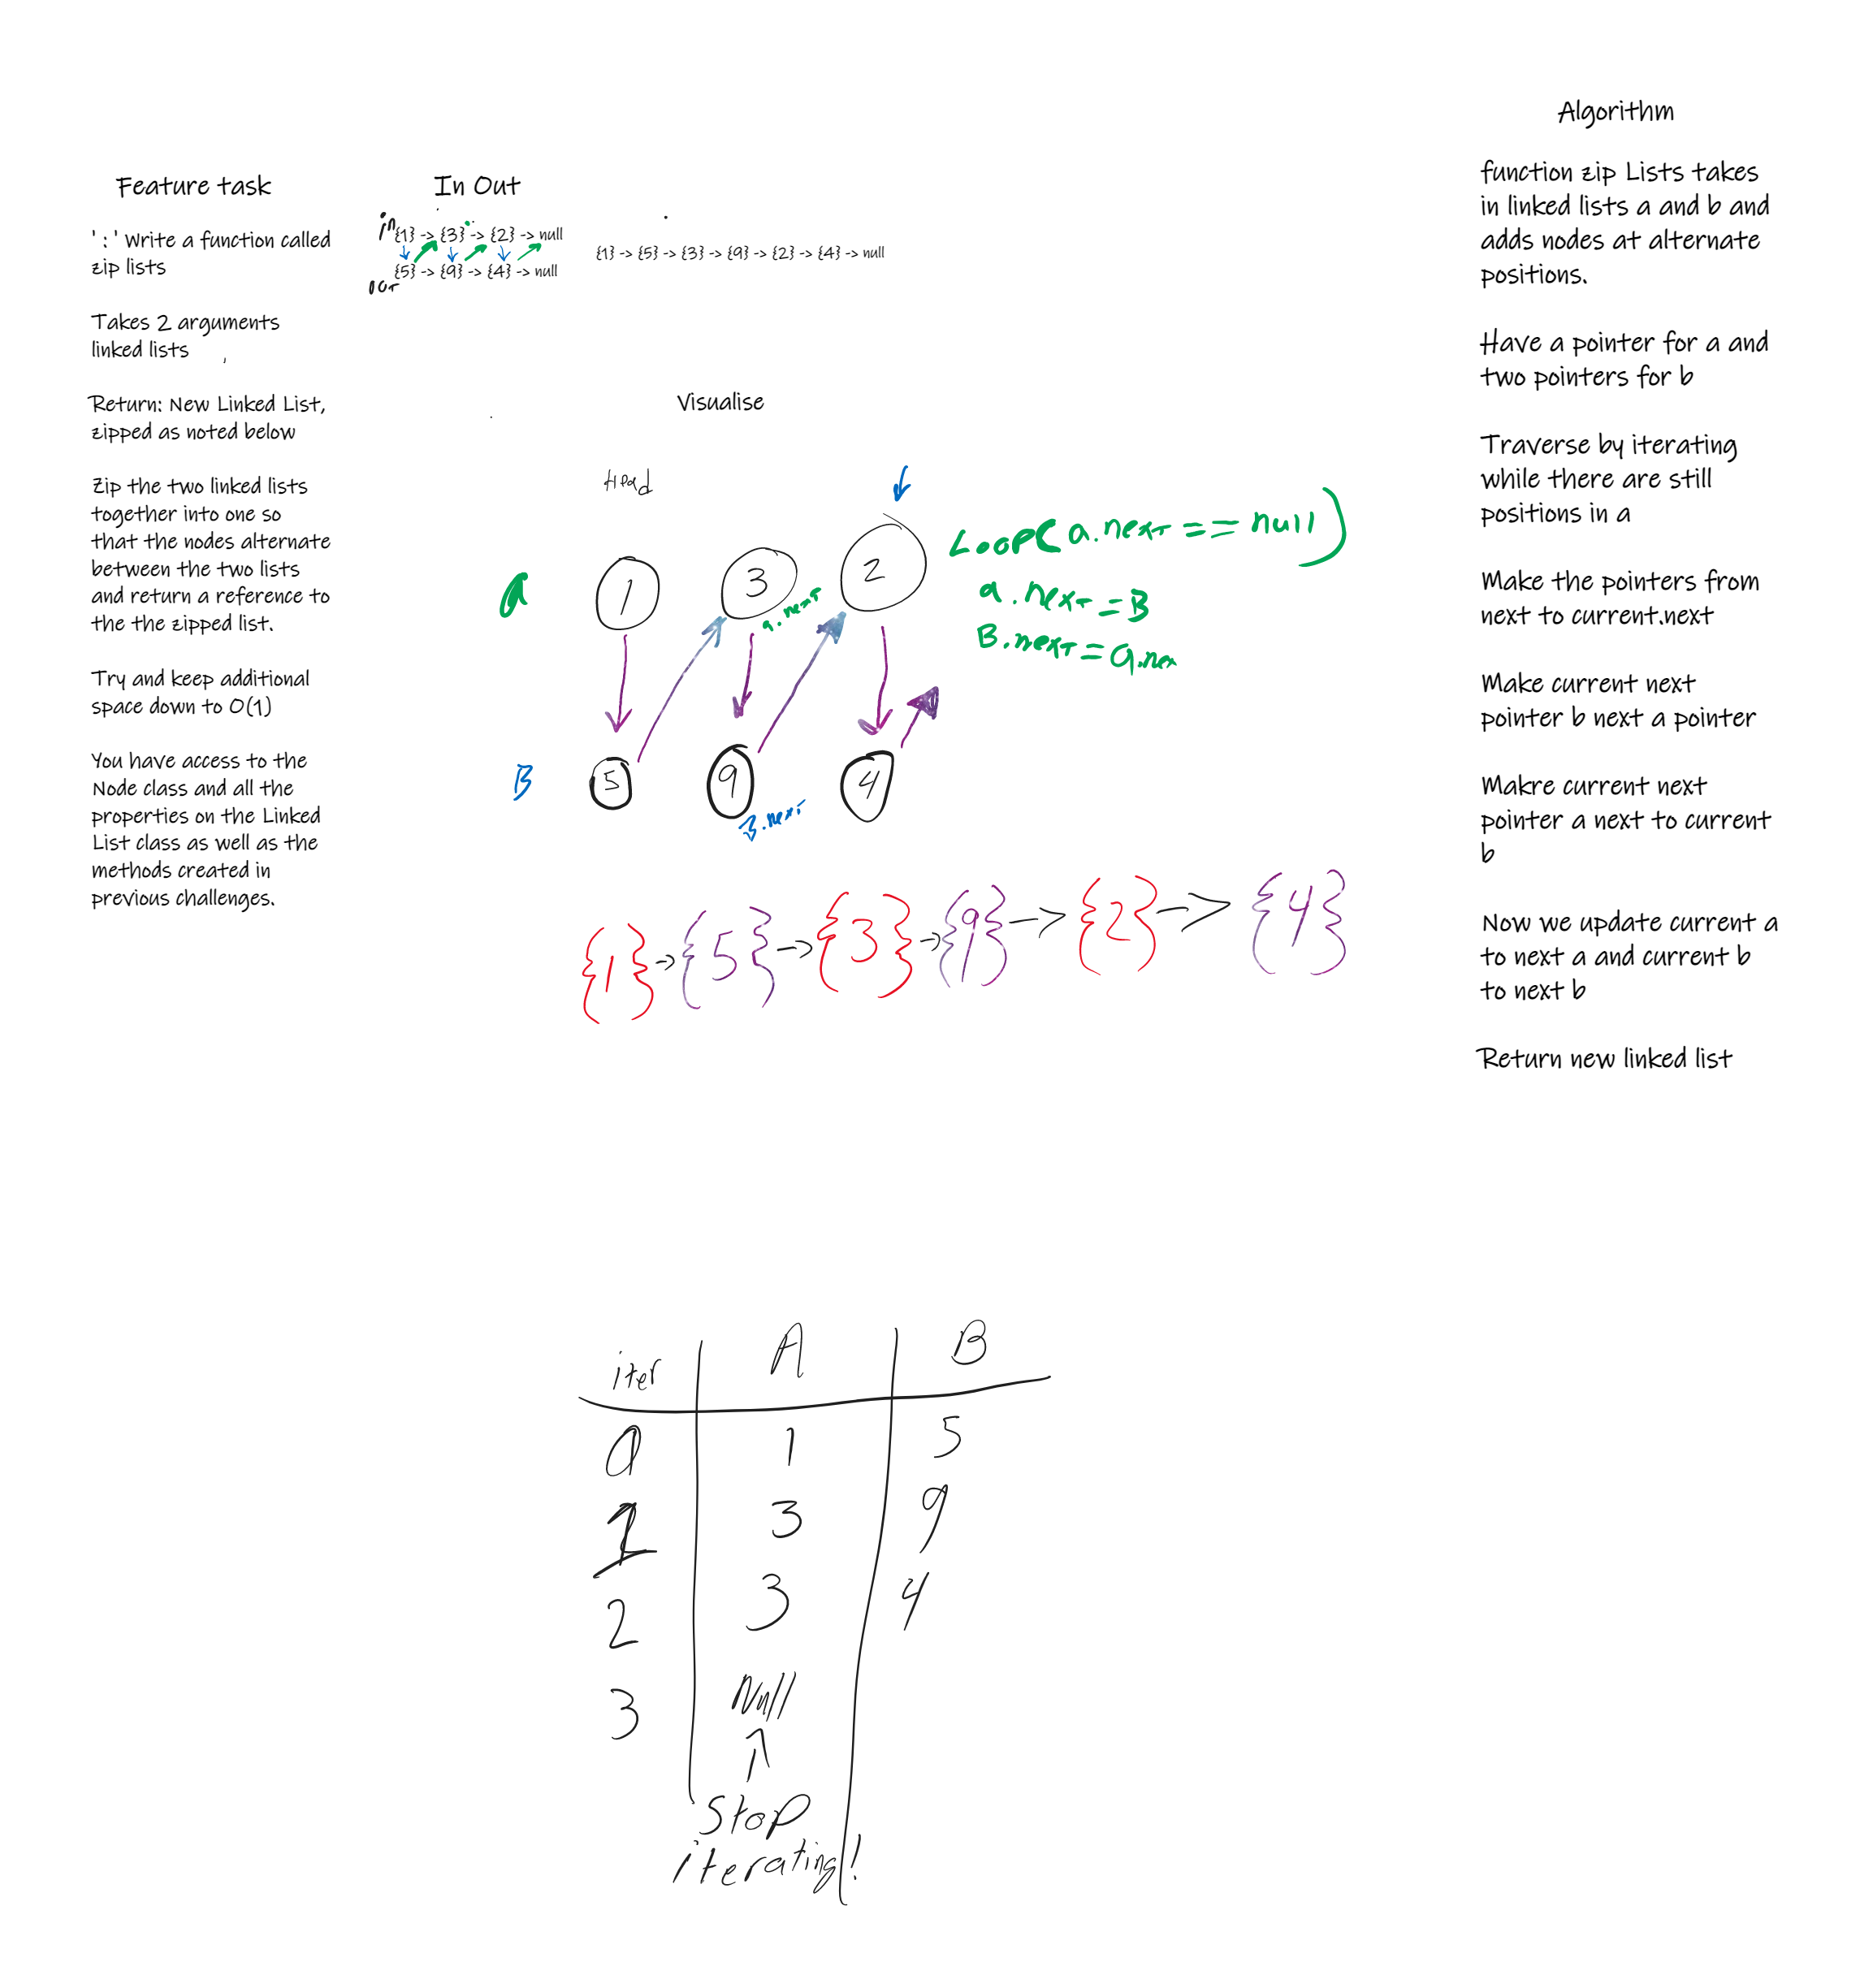 Feature task
' : ' Write a function called
zip lists
Takes 2 arguments
linked lists
Return: New Linked List,
zipped as noted below
Zip the two linked lists
together into one so
that the nodes alternate
between the two lists
and return a reference to
the the zipped list.
Try and keep additional
space down to O(1)
You have access to the
Node class and all the
properties on the Linked
List class as well as the
methods created in
previous challenges.
In Out
in
{1} -> {3} -> {2} -> null
{5} -> {9} -> {4} -> null
out
{1} -> {5} -> {3} -> {9} -> {2} -> {4} -> null
Visualise
Head
a
1
3
2
a.next
Loop(a.next == null)
a.next = B
B.next = a.nex
B
5
9
4
B.next
{1} -> {5} -> {3} -> {9} -> {2} -> {4}
iter A B
0 1 5
1 3 9
2 3 4
3 Null
Stop
iterating!
Algorithm
function zip Lists takes
in linked lists a and b and
adds nodes at alternate
positions.
Have a pointer for a and
two pointers for b
Traverse by iterating
while there are still
positions in a
Make the pointers from
next to current.next
Make current next
pointer b next a pointer
Makre current next
pointer a next to current
b
Now we update current a
to next a and current b
to next b
Return new linked list